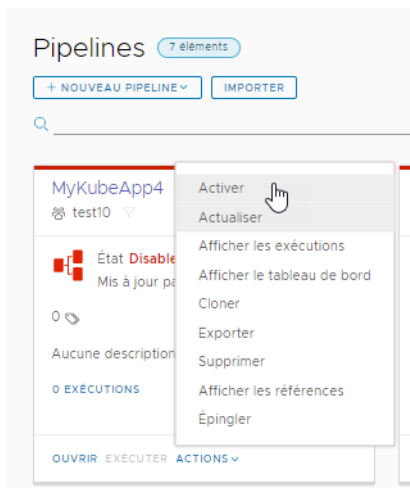 Pipelines 7 éléments
+ NOUVEAU PIPELINE IMPORTER
MyKubeApp4
test10
État Disable
Mis à jour pa
0
Aucune description
0 EXÉCUTIONS
OUVRIR EXÉCUTER ACTIONS
Activer
Actualiser
Afficher les exécutions
Afficher le tableau de bord
Cloner
Exporter
Supprimer
Afficher les références
Épingler